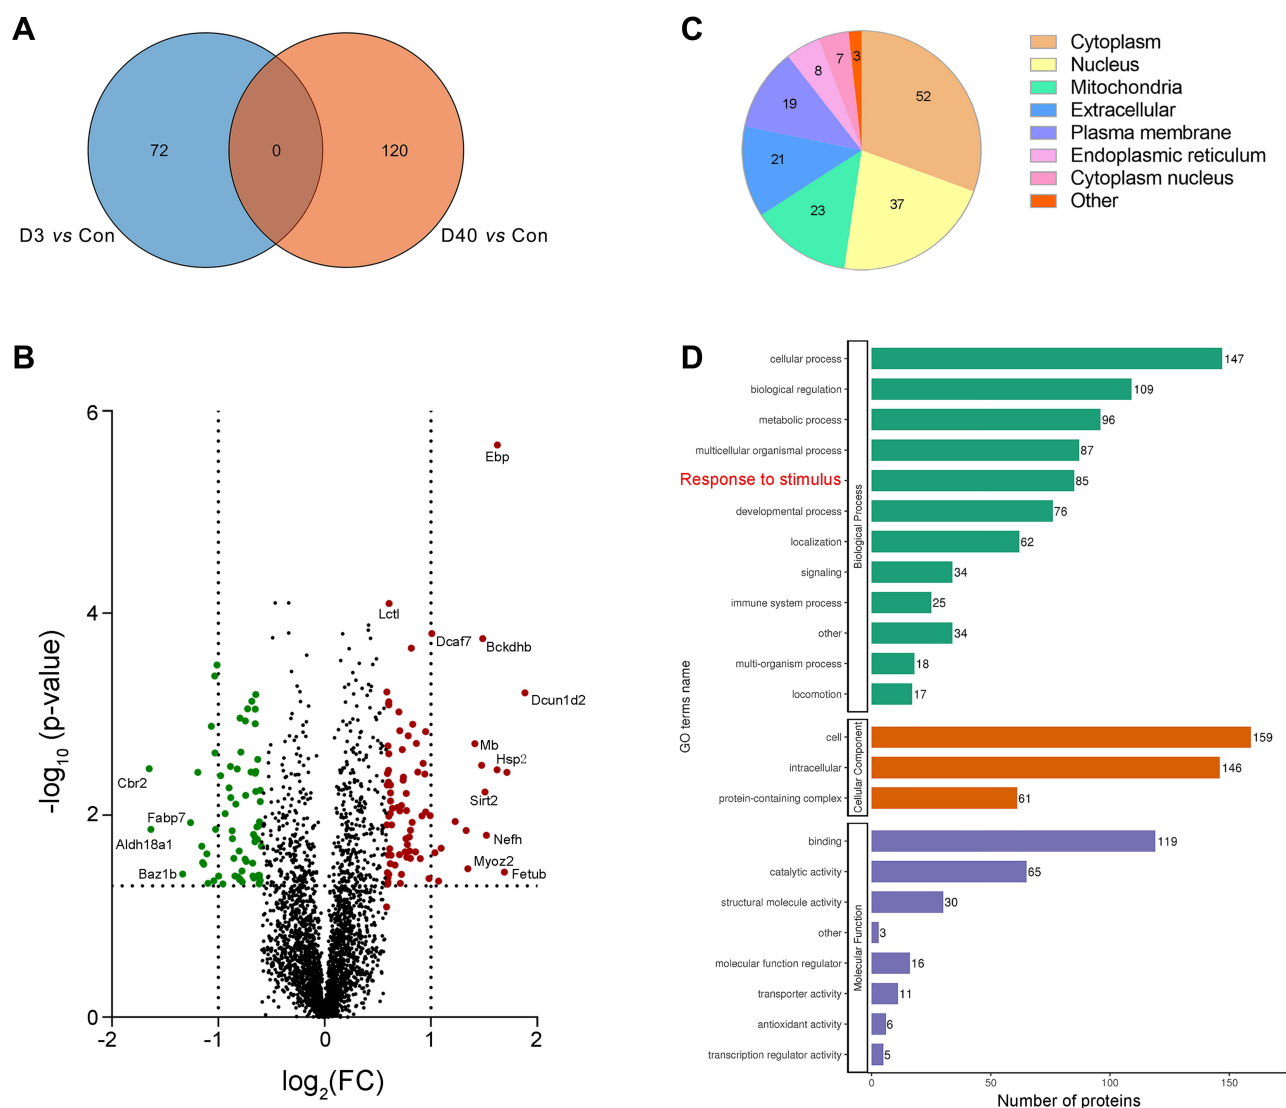 A
72
0
120
D3 vs Con
D40 vs Con
C
52
37
23
21
19
8
7
3
Cytoplasm
Nucleus
Mitochondria
Extracellular
Plasma membrane
Endoplasmic reticulum
Cytoplasm nucleus
Other
B
-log10 (p-value)
6
4
2
0
-2
-1
0
1
2
log2(FC)
Ebp
Lctl
Dcaf7
Bckdhb
Dcun1d2
Mb
Hsp2
Cbr2
Sirt2
Fabp7
Aldh18a1
Nefh
Myoz2
Baz1b
Fetub
D
GO terms name
Biological Process
cellular process 147
biological regulation 109
metabolic process 96
multicellular organismal process 87
Response to stimulus 85
developmental process 76
localization 62
signaling 34
immune system process 25
other 34
multi-organism process 18
locomotion 17
Cellular Component
cell 159
intracellular 146
protein-containing complex 61
Molecular Function
binding 119
catalytic activity 65
structural molecule activity 30
other 3
molecular function regulator 16
transporter activity 11
antioxidant activity 6
transcription regulator activity 5
0 50 100 150
Number of proteins